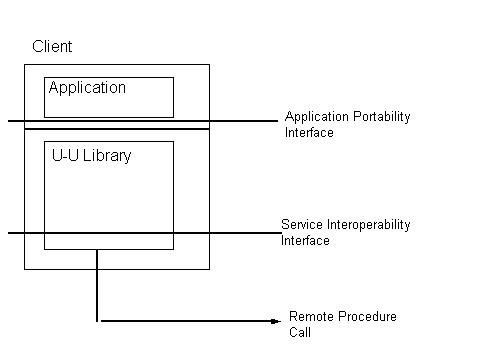 Client
Application
Application Portability
Interface
U-U Library
Service Interoperability
Interface
Remote Procedure
Call